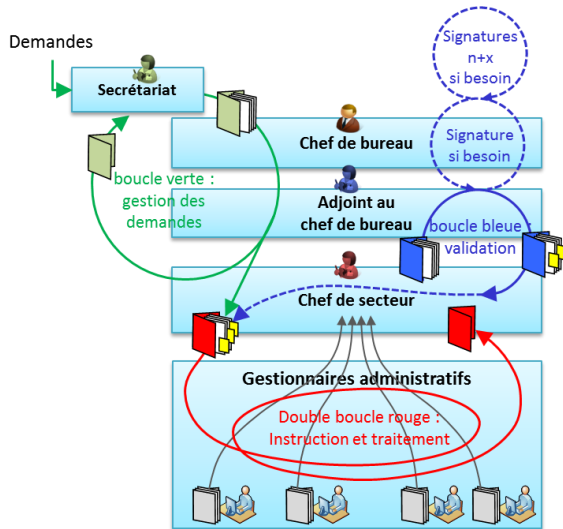 Demandes
Secrétariat
Signatures
n+x
si besoin
Chef de bureau
Signature
si besoin
boucle verte :
gestion des
demandes
Adjoint au
chef de bureau
boucle bleue :
validation
Chef de secteur
Gestionnaires administratifs
Double boucle rouge :
Instruction et traitement